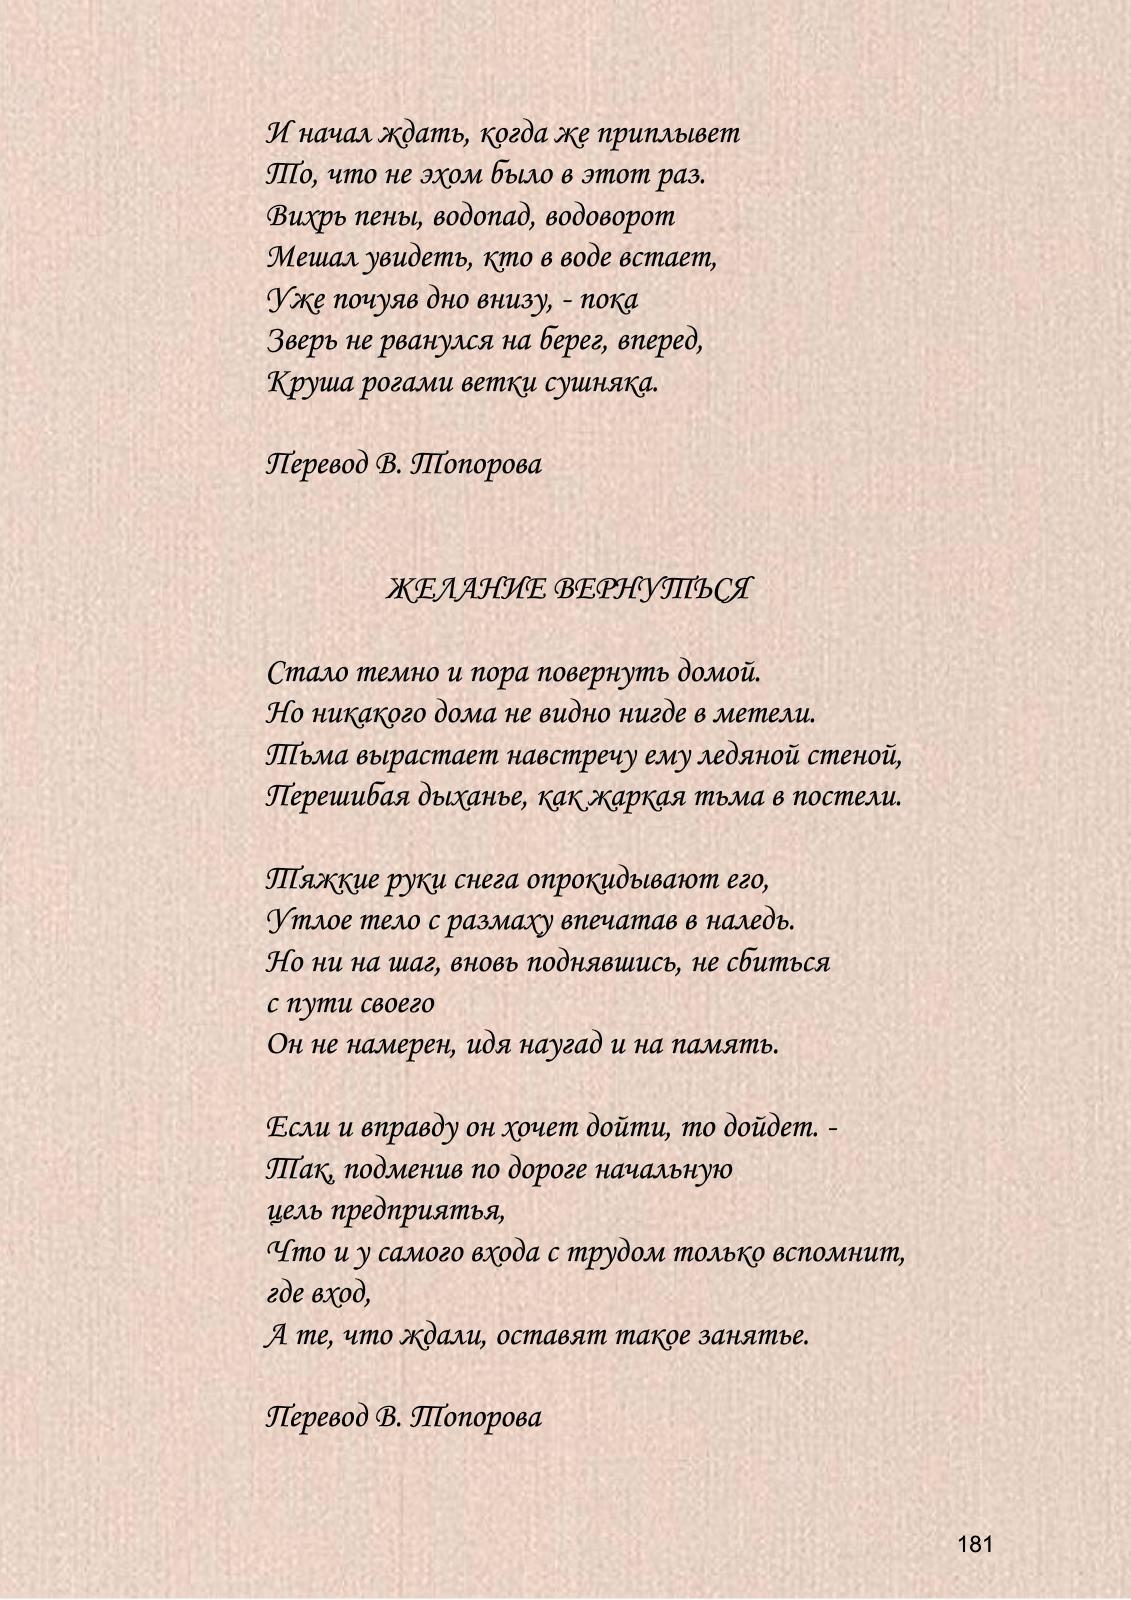 И начал ждать, когда же приплывет
То, что не эхом было в этот раз.
Вихрь пены, водопад, водоворот
Мешал увидеть, кто в воде встает,
Уже почуяв дно внизу, - пока
Зверь не рванулся на берег, вперед,
Круша рогами ветки сушняка.
Перевод В. Топорова
ЖЕЛАНИЕ ВЕРНУТЬСЯ
Стало темно и пора повернуть домой.
Но никакого дома не видно нигде в метели.
Тьма вырастает навстречу ему ледяной стеной,
Перешибая дыханье, как жаркая тьма в постели.
Тяжкие руки снега опрокидывают его,
Утлое тело с размаху впечатав в наледь.
Но ни на шаг, вновь поднявшись, не сбиться
с пути своего
Он не намерен, идя наугад и на память.
Если и вправду он хочет дойти, то дойдет. -
Так, подменив по дороге начальную
цель предприятья,
Что и у самого входа с трудом только вспомнит,
где вход,
А те, что ждали, оставят такое занятье.
Перевод В. Топорова
181